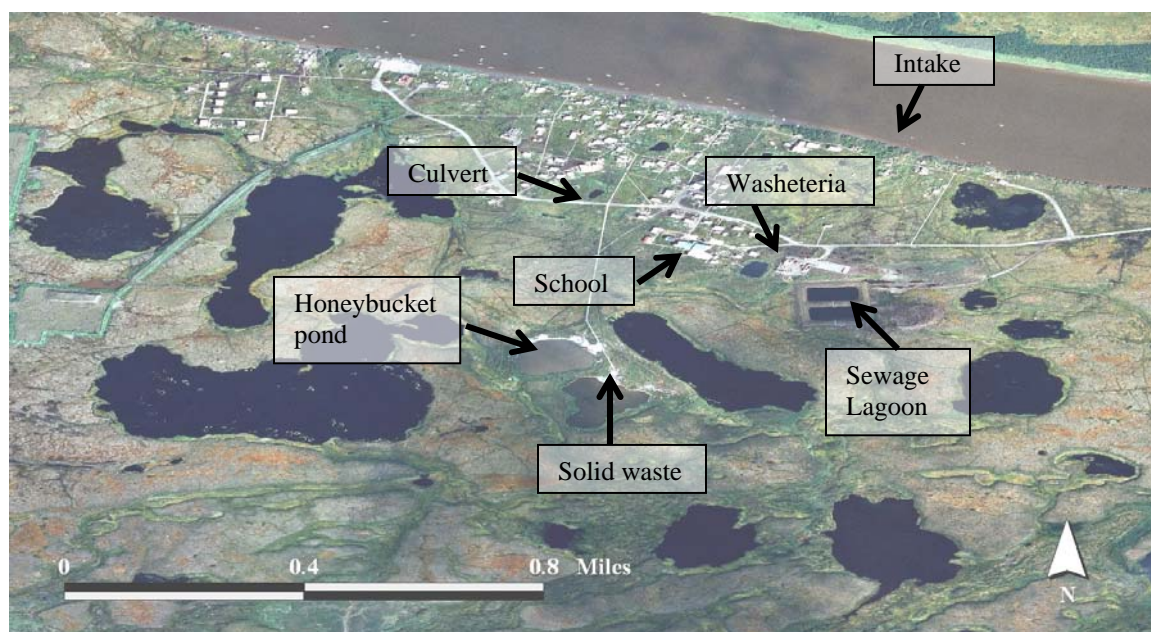 Intake
Culvert
Washeteria
School
Honeybucket
pond
Sewage
Lagoon
Solid waste
0 0.4 0.8 Miles
N